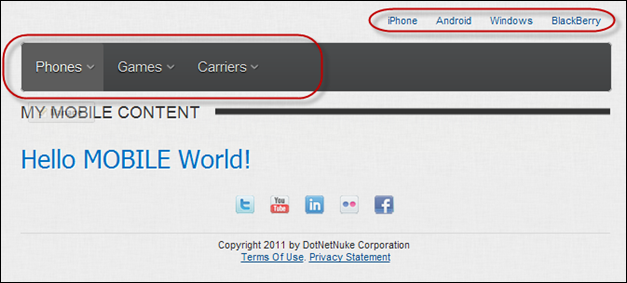 iPhone Android Windows BlackBerry
Phones Games Carriers
MY MOBILE CONTENT
Hello MOBILE World!
You Tube in f
Copyright 2011 by DotNetNuke Corporation
Terms Of Use. Privacy Statement